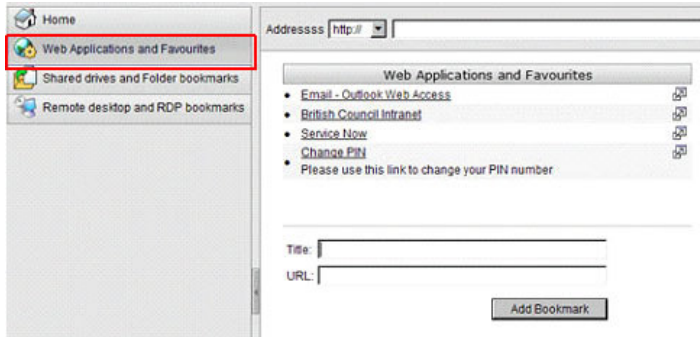 Home
Web Applications and Favourites
Shared drives and Folder bookmarks
Remote desktop and RDP bookmarks
Addressss http://
Web Applications and Favourites
Email - Outlook Web Access
British Council Intranet
Service Now
Change PIN
Please use this link to change your PIN number
Title:
URL:
Add Bookmark